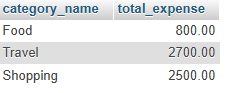 category_name total_expense
Food 800.00
Travel 2700.00
Shopping 2500.00